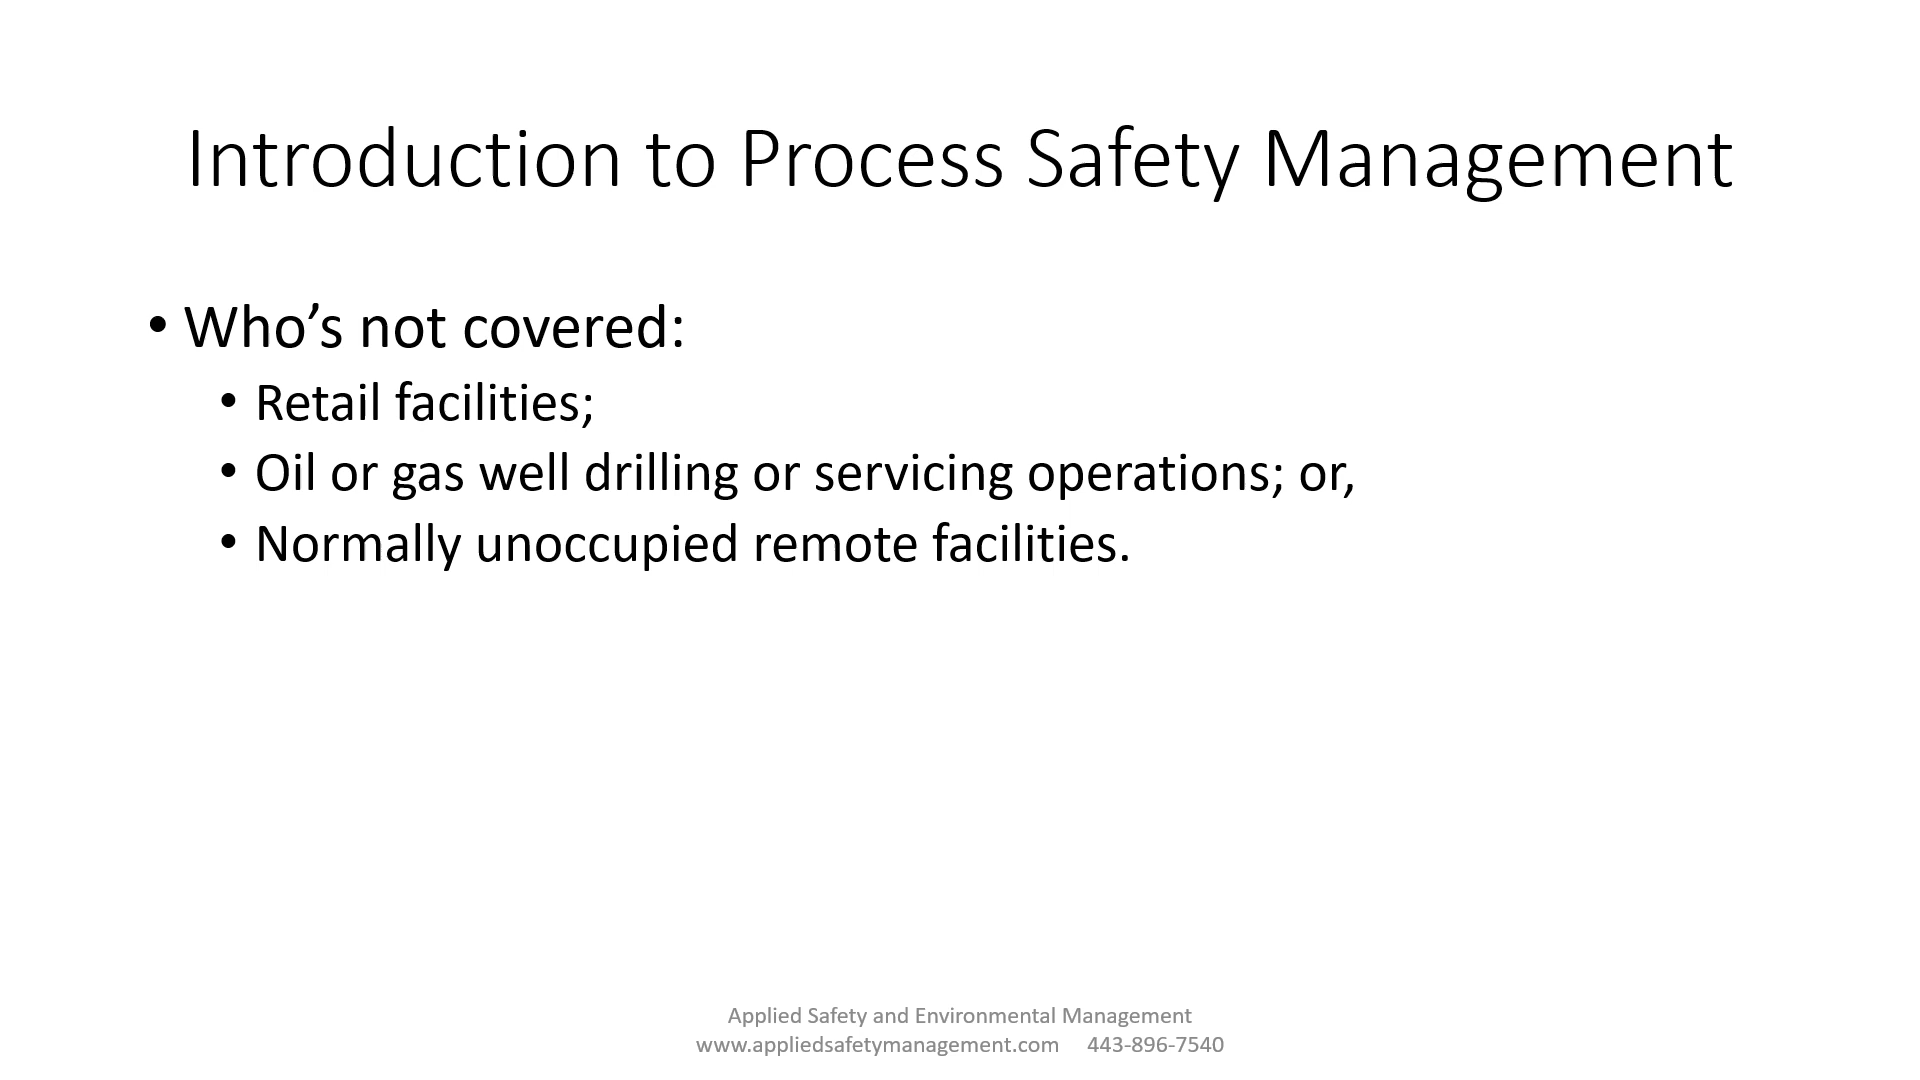 Introduction to Process Safety Management
• Who’s not covered:
• Retail facilities;
• Oil or gas well drilling or servicing operations; or,
• Normally unoccupied remote facilities.
Applied Safety and Environmental Management
www.appliedsafetymanagement.com 443-896-7540